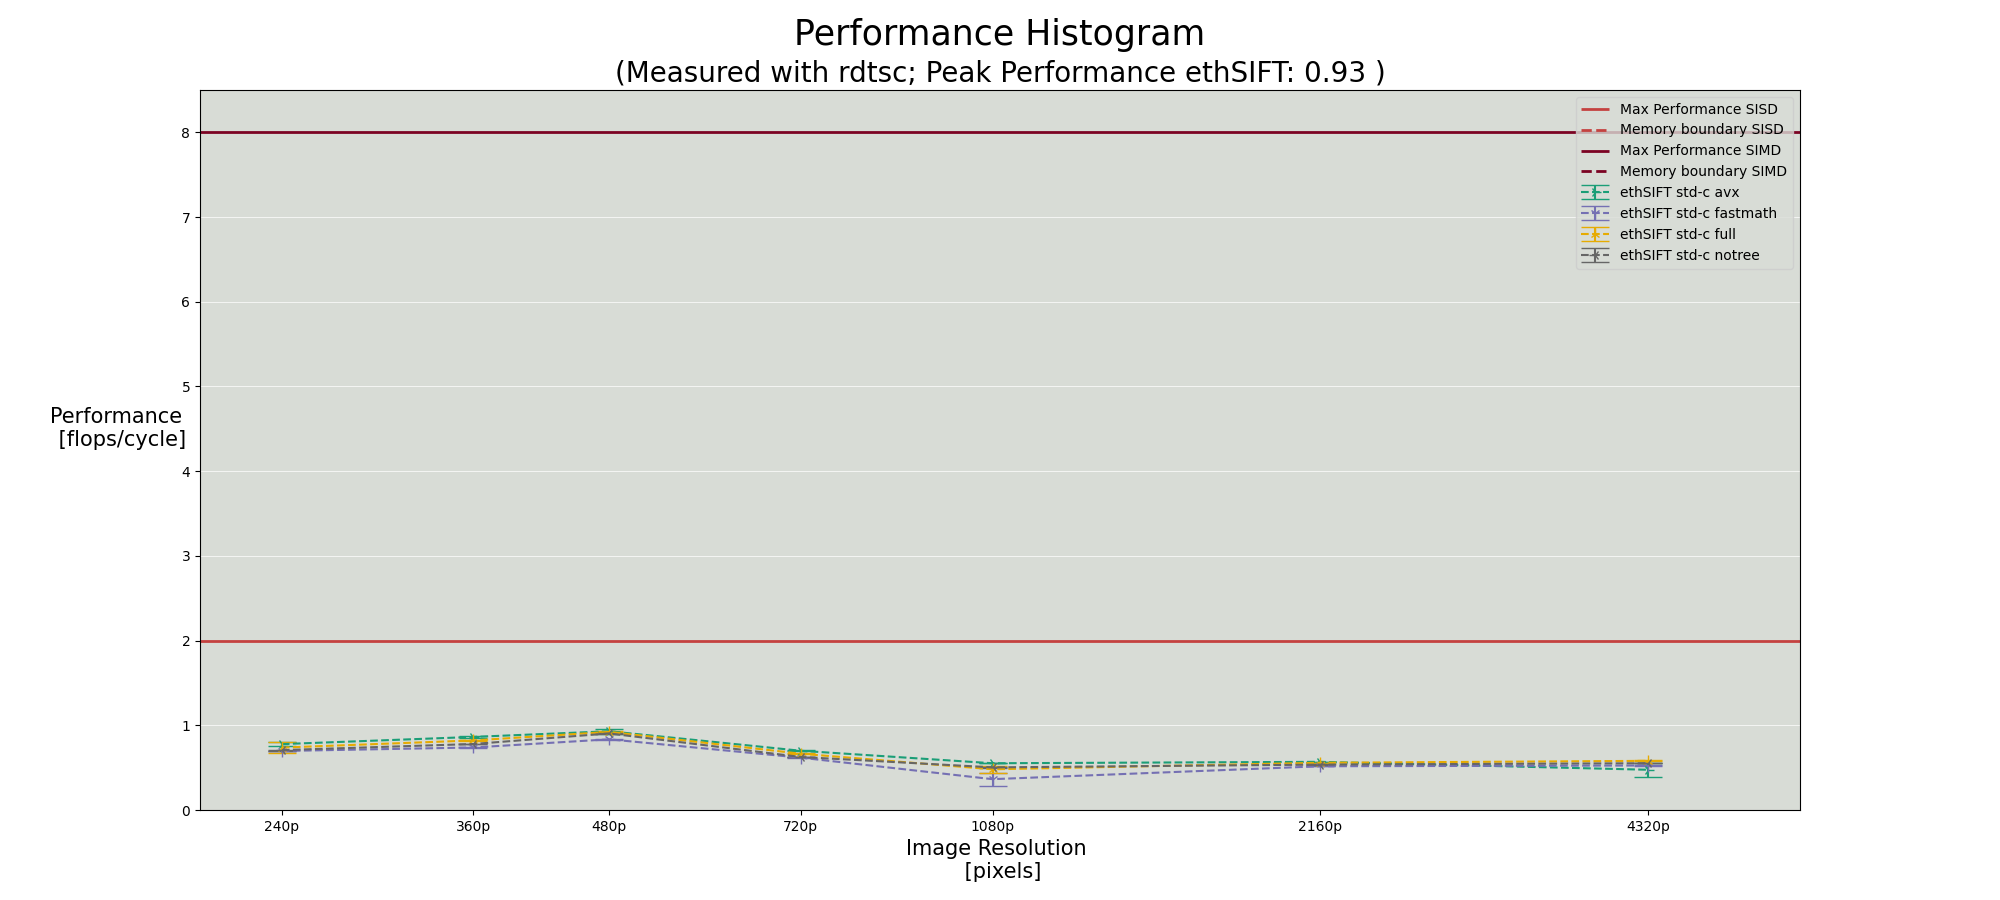 Performance Histogram
(Measured with rdtsc; Peak Performance ethSIFT: 0.93 )
Max Performance SISD
Memory boundary SISD
Max Performance SIMD
Memory boundary SIMD
ethSIFT std-c avx
ethSIFT std-c fastmath
ethSIFT std-c full
ethSIFT std-c notree
8
7
6
5
4
3
2
1
0
Performance
[flops/cycle]
240p 360p 480p 720p 1080p 2160p 4320p
Image Resolution
[pixels]